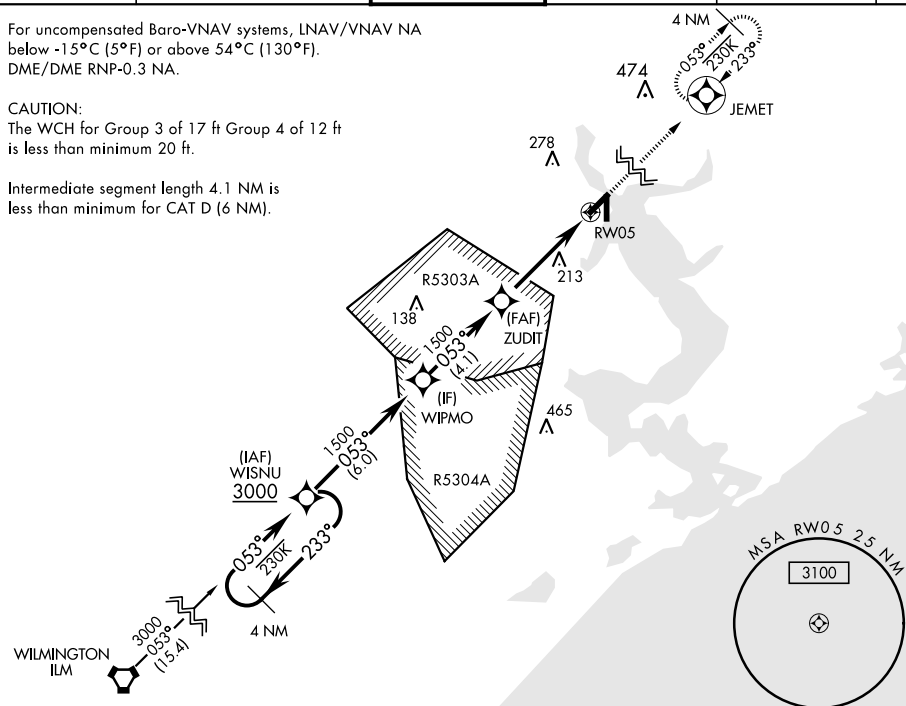 For uncompensated Baro-VNAV systems, LNAV/VNAV NA
below -15°C (5°F) or above 54°C (130°F).
DME/DME RNP-0.3 NA.
CAUTION:
The WCH for Group 3 of 17 ft Group 4 of 12 ft
is less than minimum 20 ft.
Intermediate segment length 4.1 NM is
less than minimum for CAT D (6 NM).
4 NM
053°
230K
233°
474
JEMET
278
RW05
213
R5303A
138
(FAF)
ZUDIT
1500
053°
(4.1)
(IF)
WIPMO
465
R5304A
(IAF)
WISNU
3000
1500
053°
(6.0)
053°
230K
233°
4 NM
3000
053°
(15.4)
WILMINGTON
ILM
MSA RW05 25 NM
3100